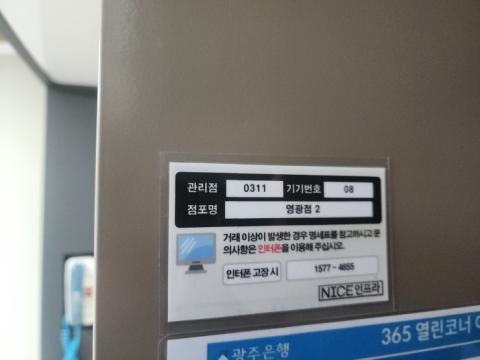 관리점 0311 기기번호 08
점포명 영광점 2
거래 이상이 발생한 경우 명세표를 참고하시고 문
의사항은 인터폰을 이용해 주십시오.
인터폰 고장 시 1577-4655
NICE인프라
광주은행 365 열린코너